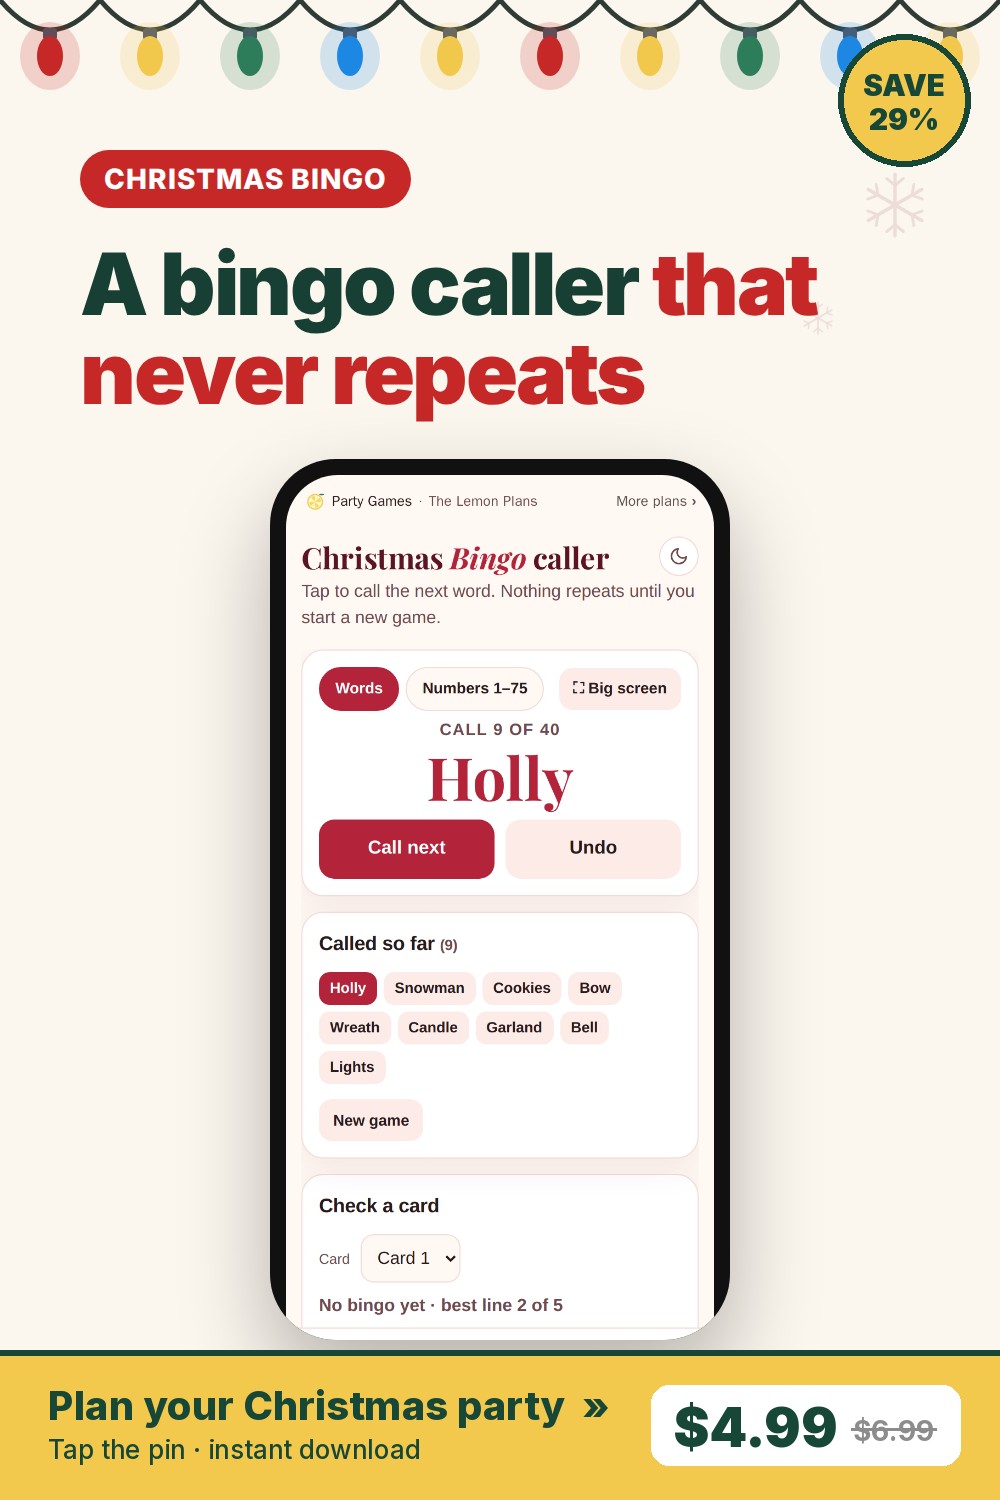 SAVE
29%
CHRISTMAS BINGO
A bingo caller that
never repeats
Party Games · The Lemon Plans
More plans ›
Christmas Bingo caller
Tap to call the next word. Nothing repeats until you
start a new game.
Words
Numbers 1–75
Big screen
CALL 9 OF 40
Holly
Call next
Undo
Called so far (9)
Holly
Snowman
Cookies
Bow
Wreath
Candle
Garland
Bell
Lights
New game
Check a card
Card
Card 1
No bingo yet · best line 2 of 5
Plan your Christmas party »
Tap the pin · instant download
$4.99
$6.99